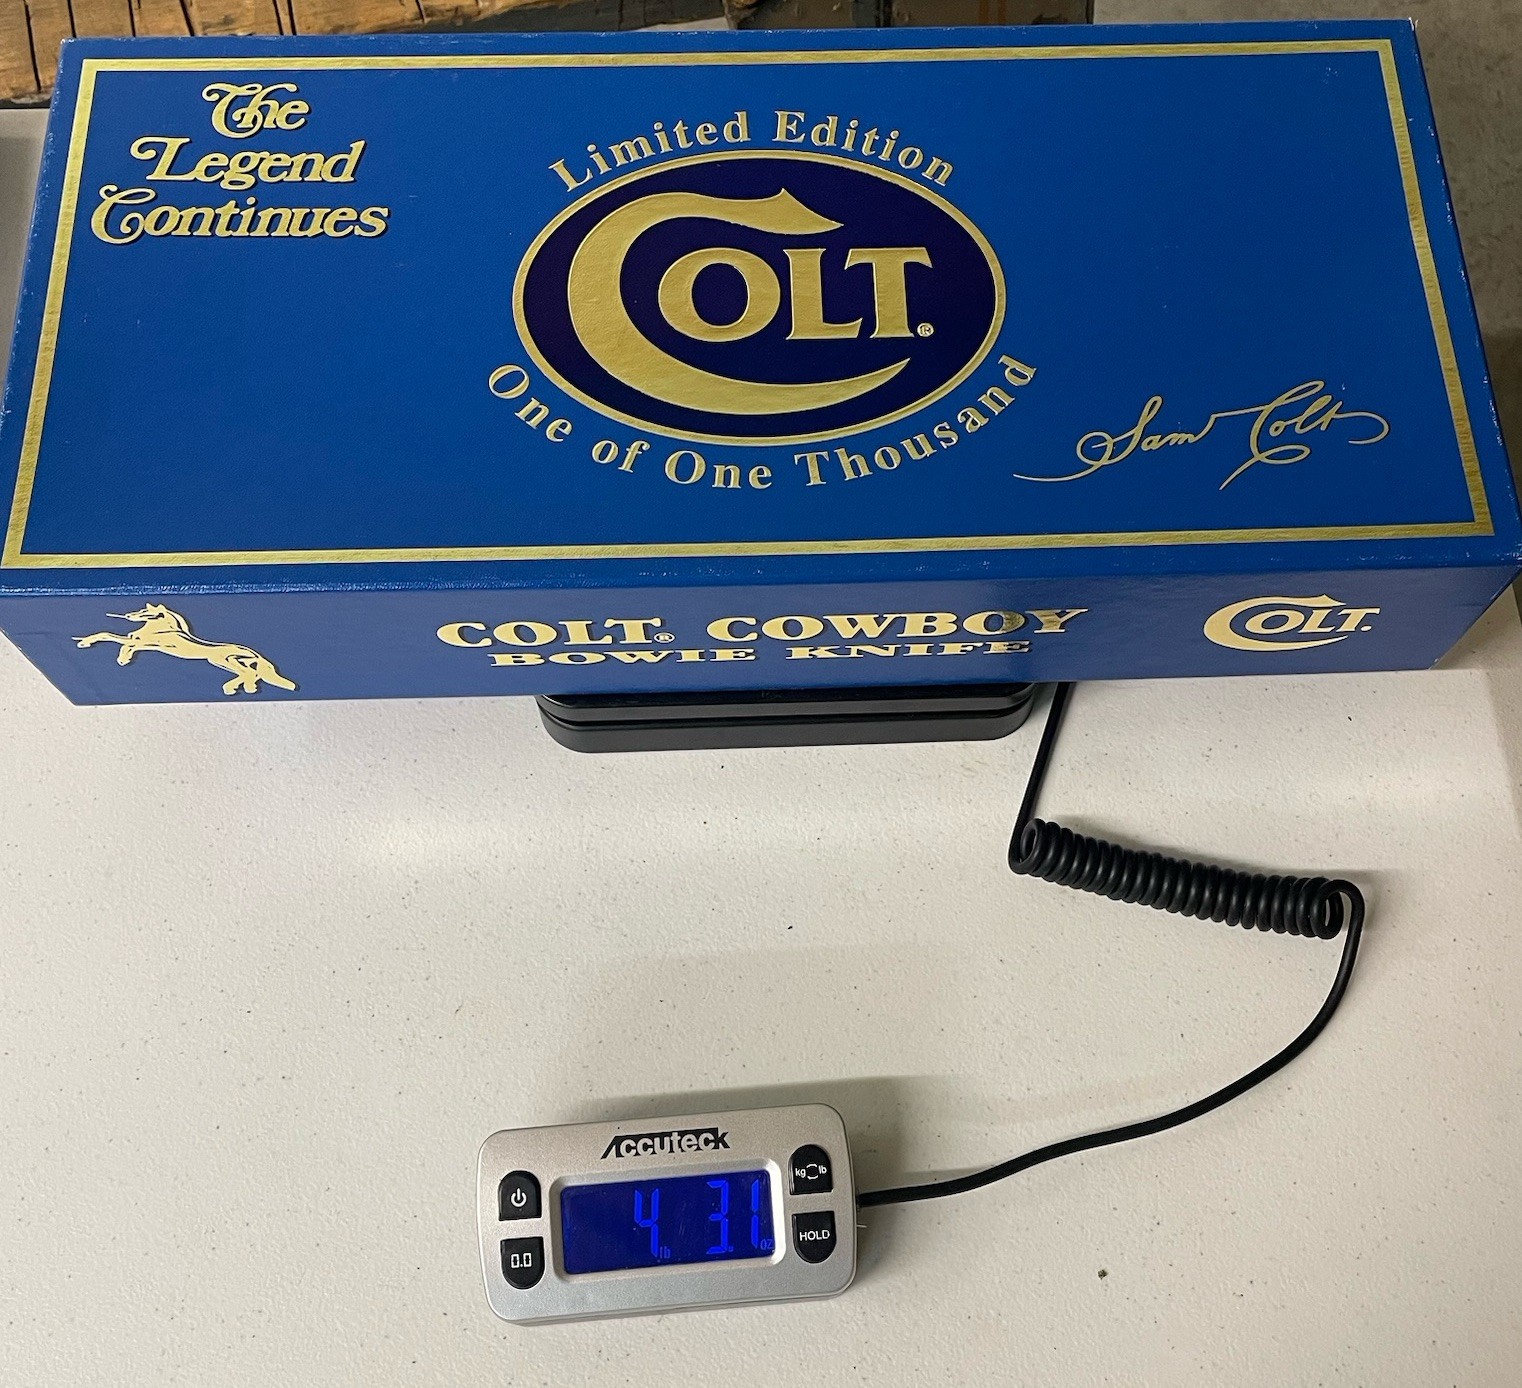 The
Legend
Continues
Limited Edition
COLT®
One of One Thousand
Sam Colt
COLT® COWBOY
BOWIE KNIFE
COLT.
Accuteck
kg lb
4 lb 3.1 oz
0.0
HOLD